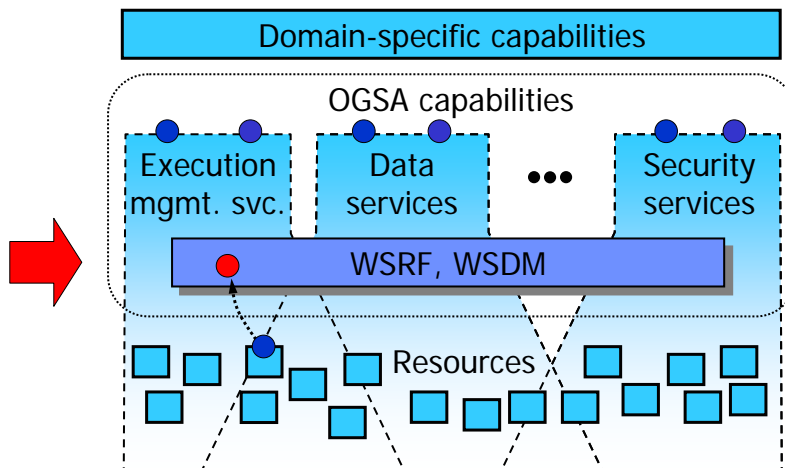 Domain-specific capabilities
OGSA capabilities
Execution
mgmt. svc.
Data
services
•••
Security
services
WSRF, WSDM
Resources